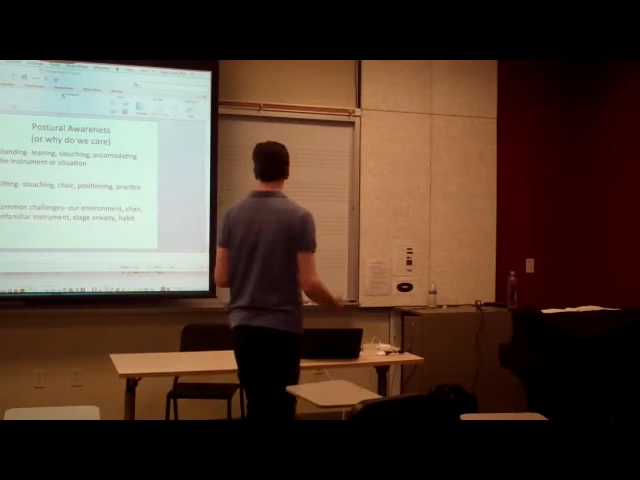 Postural Awareness
(or why do we care)
Standing- leaning, slouching, accomodating
the instrument or situation
Sitting- slouching, chair, positioning, practice
Common challenges- our environment, chair,
unfamiliar instrument, stage anxiety, habit